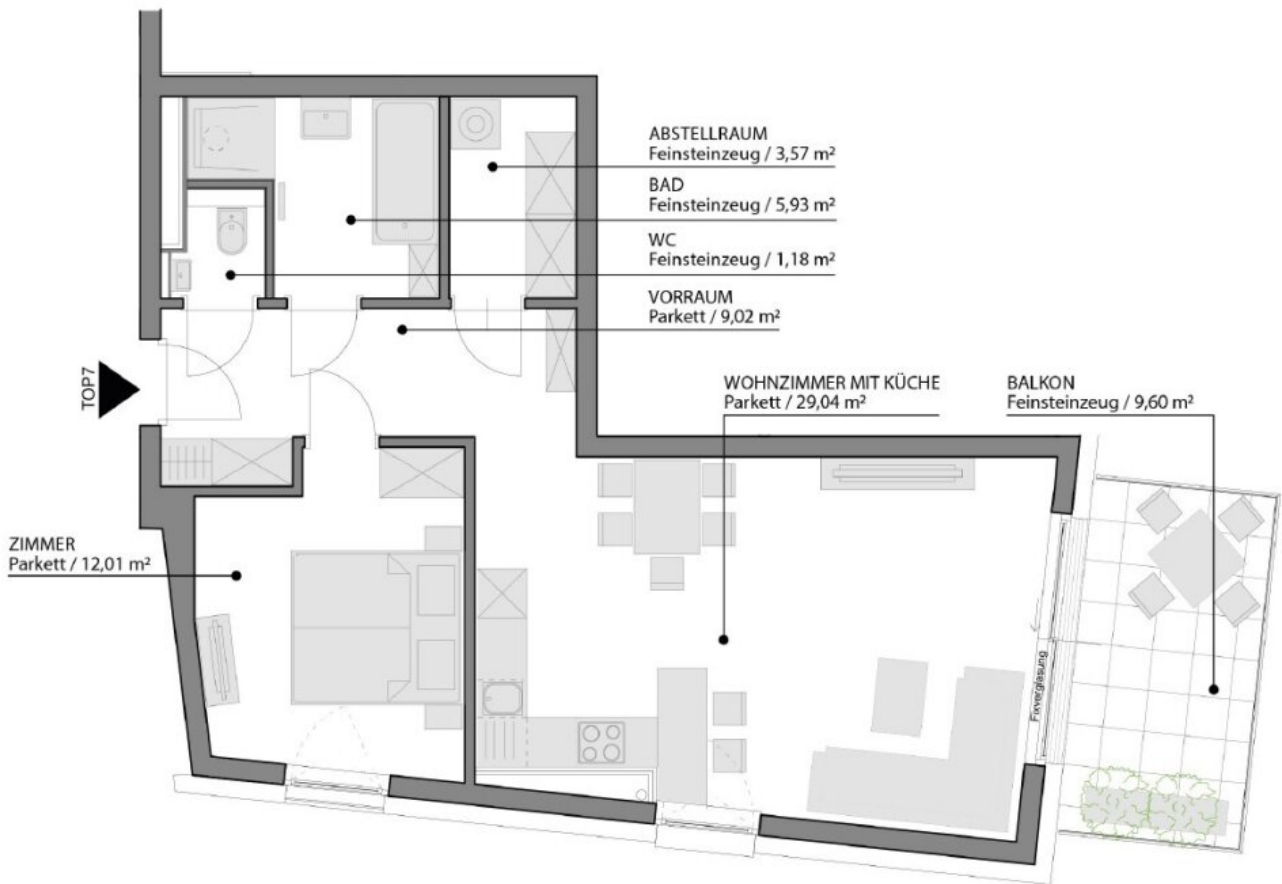 ABSTELLRAUM
Feinsteinzeug / 3,57 m²
BAD
Feinsteinzeug / 5,93 m²
WC
Feinsteinzeug / 1,18 m²
VORRAUM
Parkett / 9,02 m²
TOP7
WOHNZIMMER MIT KÜCHE
Parkett / 29,04 m²
BALKON
Feinsteinzeug / 9,60 m²
ZIMMER
Parkett / 12,01 m²
Fixverglasung